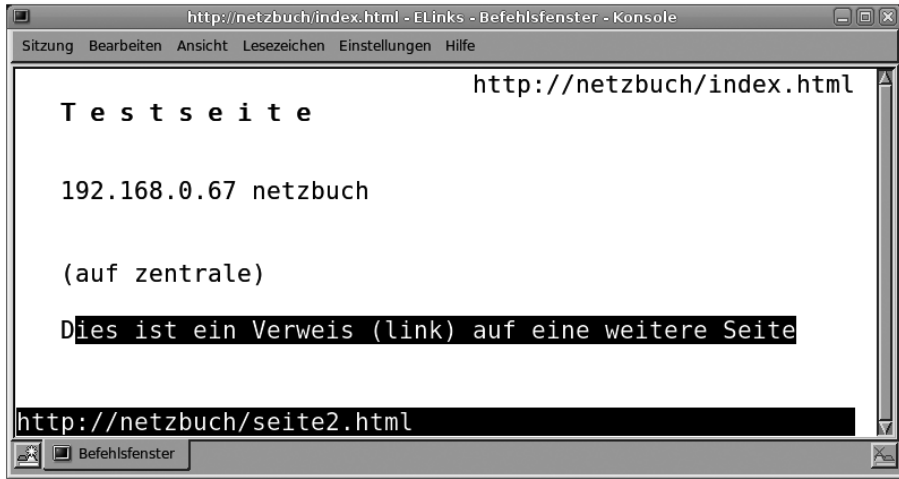 http://netzbuch/index.html - ELinks - Befehlsfenster - Konsole
Sitzung Bearbeiten Ansicht Lesezeichen Einstellungen Hilfe
http://netzbuch/index.html
T e s t s e i t e
192.168.0.67 netzbuch
(auf zentrale)
Dies ist ein Verweis (link) auf eine weitere Seite
http://netzbuch/seite2.html
Befehlsfenster